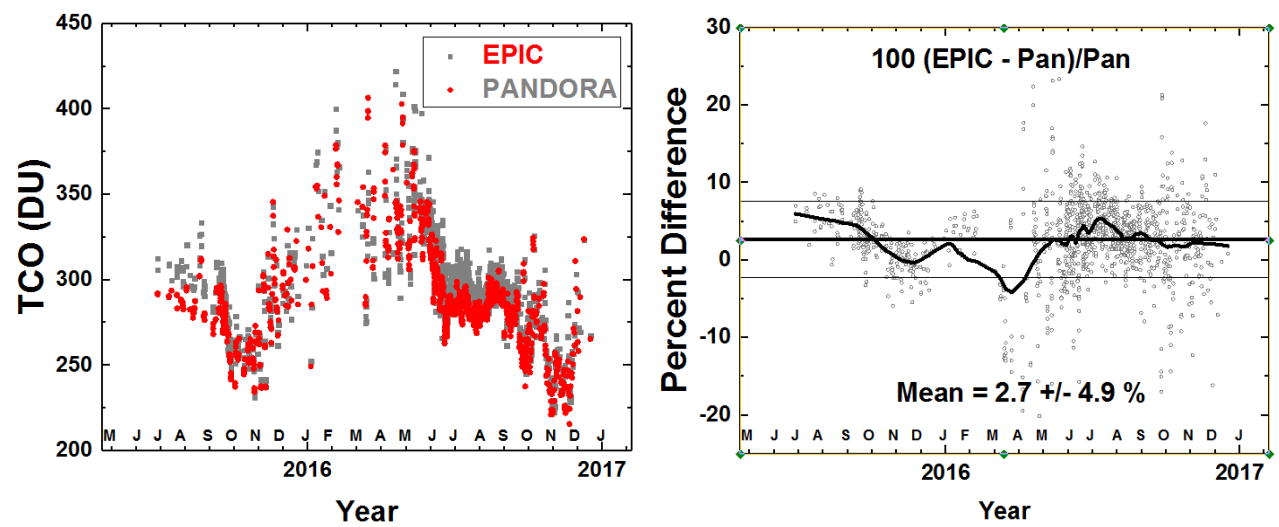 450
400
350
300
250
200
TCO (DU)
EPIC
PANDORA
M J J A S O N D J F M A M J J A S O N D J
2016 2017
Year
30
20
10
0
-10
-20
Percent Difference
100 (EPIC - Pan)/Pan
Mean = 2.7 +/- 4.9 %
M J J A S O N D J F M A M J J A S O N D J
2016 2017
Year